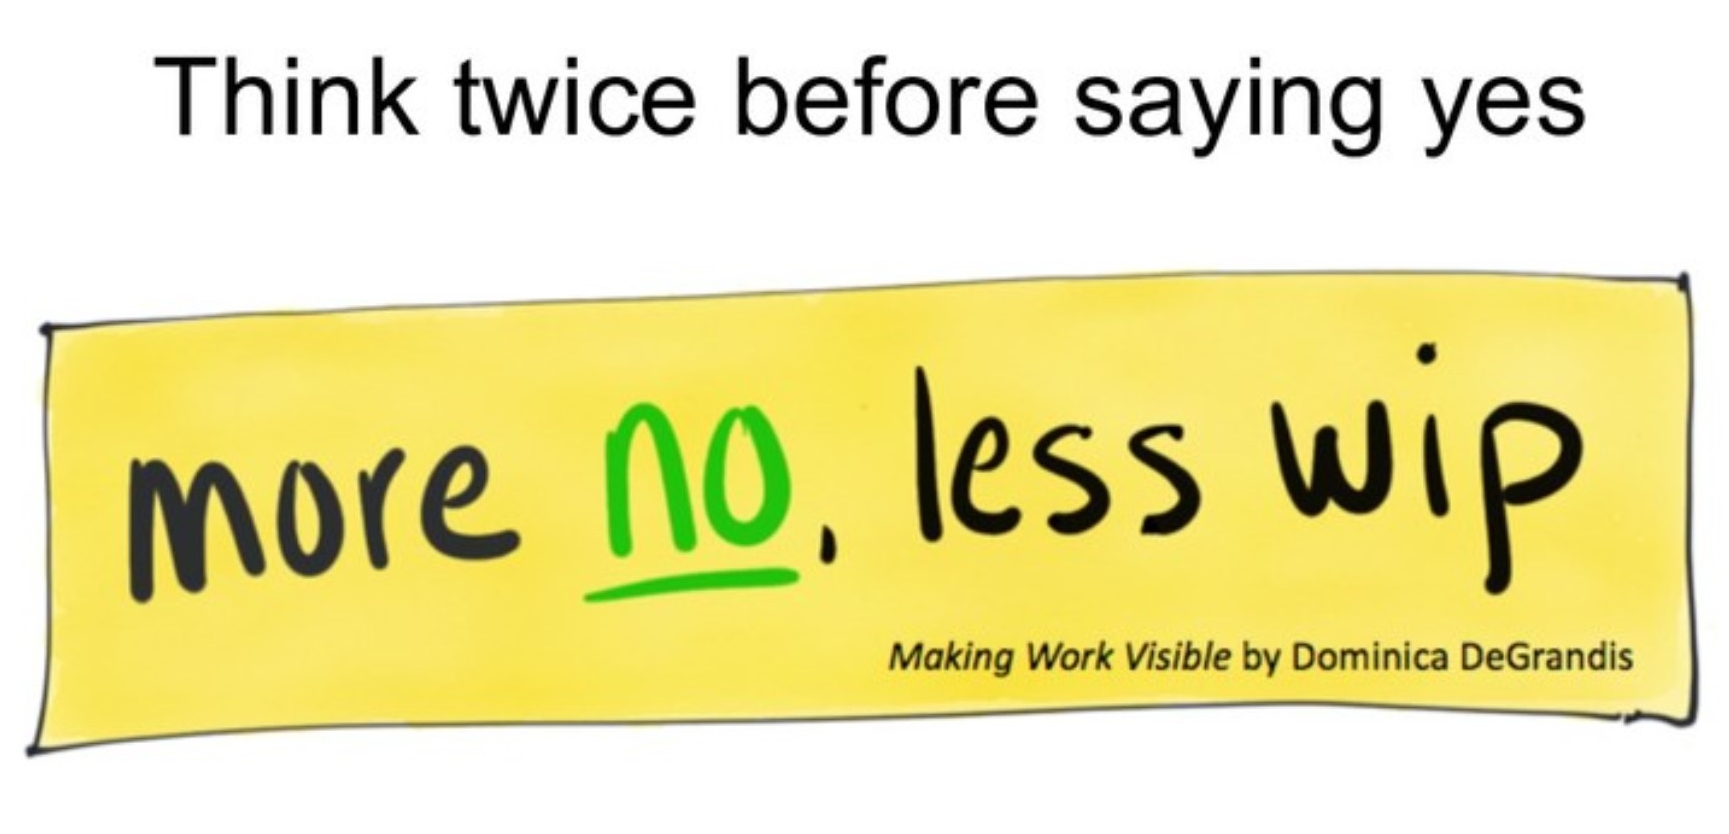 Think twice before saying yes
more no, less wip
Making Work Visible by Dominica DeGrandis